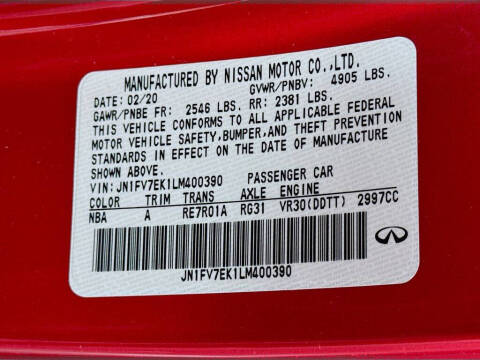 MANUFACTURED BY NISSAN MOTOR CO.,LTD.
DATE: 02/20 GVWR/PNBV: 4905 LBS.
GAWR/PNBE FR: 2546 LBS. RR: 2381 LBS.
THIS VEHICLE CONFORMS TO ALL APPLICABLE FEDERAL
MOTOR VEHICLE SAFETY,BUMPER,AND THEFT PREVENTION
STANDARDS IN EFFECT ON THE DATE OF MANUFACTURE
SHOWN ABOVE.
VIN: JN1FV7EK1LM400390 PASSENGER CAR
COLOR TRIM TRANS AXLE ENGINE
NBA A RE7R01A RG31 VR30(DDTT) 2997CC
JN1FV7EK1LM400390